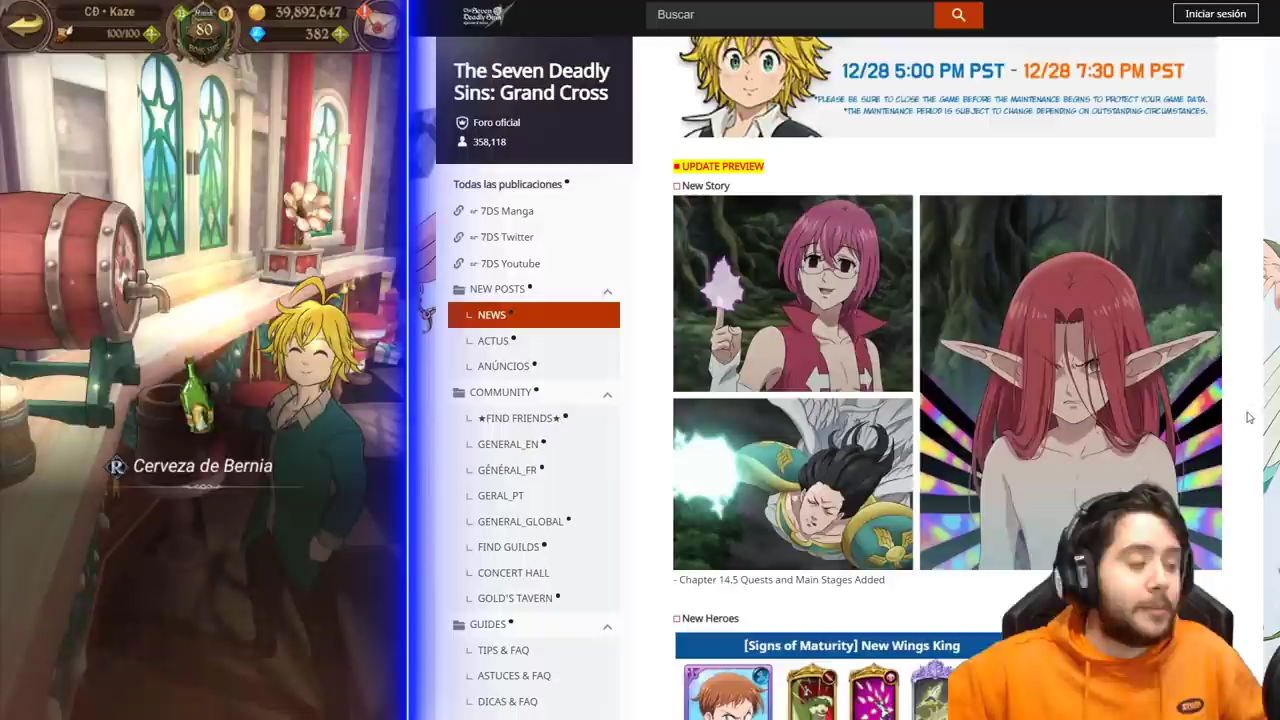 CĐ • Kaze
100/100
Rank
80
39,892,647
382
Cerveza de Bernia
The Seven Deadly Sins
Buscar
Iniciar sesión
The Seven Deadly
Sins: Grand Cross
Foro oficial
358,118
Todas las publicaciones
☞ 7DS Manga
☞ 7DS Twitter
☞ 7DS Youtube
NEW POSTS
NEWS
ACTUS
ANÚNCIOS
COMMUNITY
★FIND FRIENDS★
GENERAL_EN
GÉNÉRAL_FR
GERAL_PT
GENERAL_GLOBAL
FIND GUILDS
CONCERT HALL
GOLD'S TAVERN
GUIDES
TIPS & FAQ
ASTUCES & FAQ
DICAS & FAQ
12/28 5:00 PM PST - 12/28 7:30 PM PST
*PLEASE BE SURE TO CLOSE THE GAME BEFORE THE MAINTENANCE BEGINS TO PROTECT YOUR GAME DATA.
*THE MAINTENANCE PERIOD IS SUBJECT TO CHANGE DEPENDING ON OUTSTANDING CIRCUMSTANCES.
■ UPDATE PREVIEW
□ New Story
- Chapter 14.5 Quests and Main Stages Added
□ New Heroes
[Signs of Maturity] New Wings King